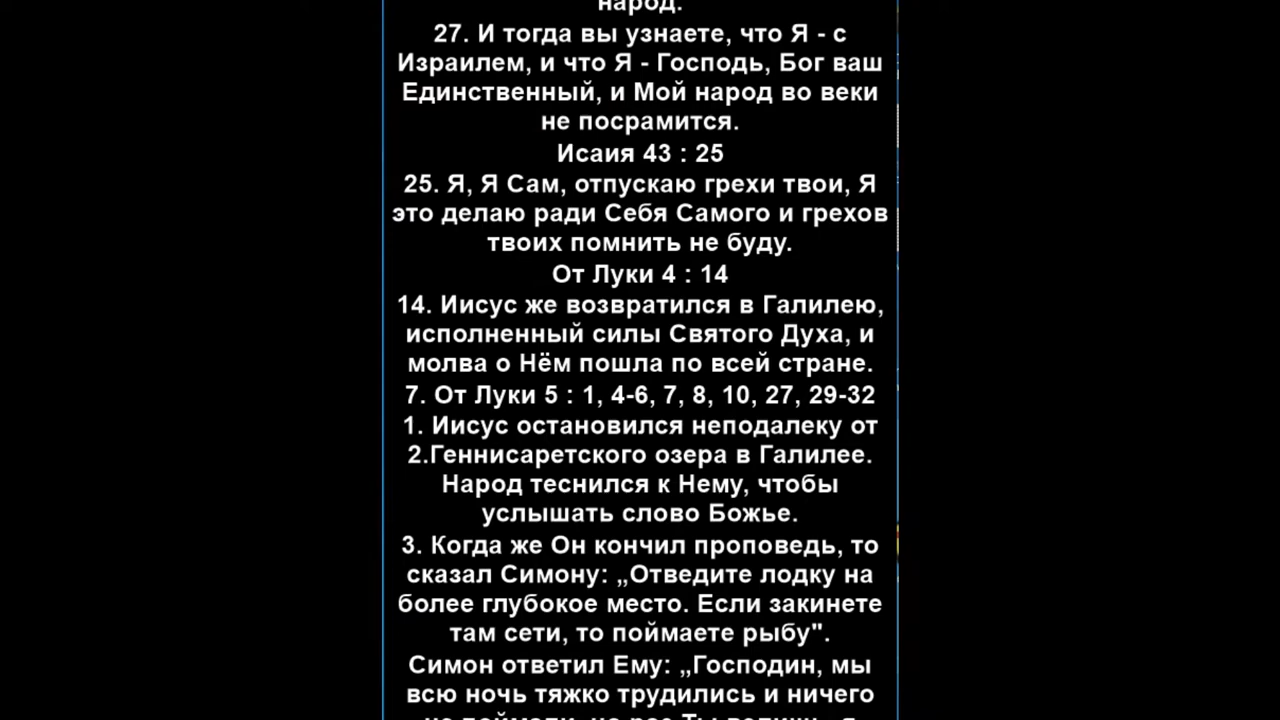 народ.
27. И тогда вы узнаете, что Я - с
Израилем, и что Я - Господь, Бог ваш
Единственный, и Мой народ во веки
не посрамится.
Исаия 43 : 25
25. Я, Я Сам, отпускаю грехи твои, Я
это делаю ради Себя Самого и грехов
твоих помнить не буду.
От Луки 4 : 14
14. Иисус же возвратился в Галилею,
исполненный силы Святого Духа, и
молва о Нём пошла по всей стране.
7. От Луки 5 : 1, 4-6, 7, 8, 10, 27, 29-32
1. Иисус остановился неподалеку от
2.Геннисаретского озера в Галилее.
Народ теснился к Нему, чтобы
услышать слово Божье.
3. Когда же Он кончил проповедь, то
сказал Симону: „Отведите лодку на
более глубокое место. Если закинете
там сети, то поймаете рыбу".
Симон ответил Ему: „Господин, мы
всю ночь тяжко трудились и ничего